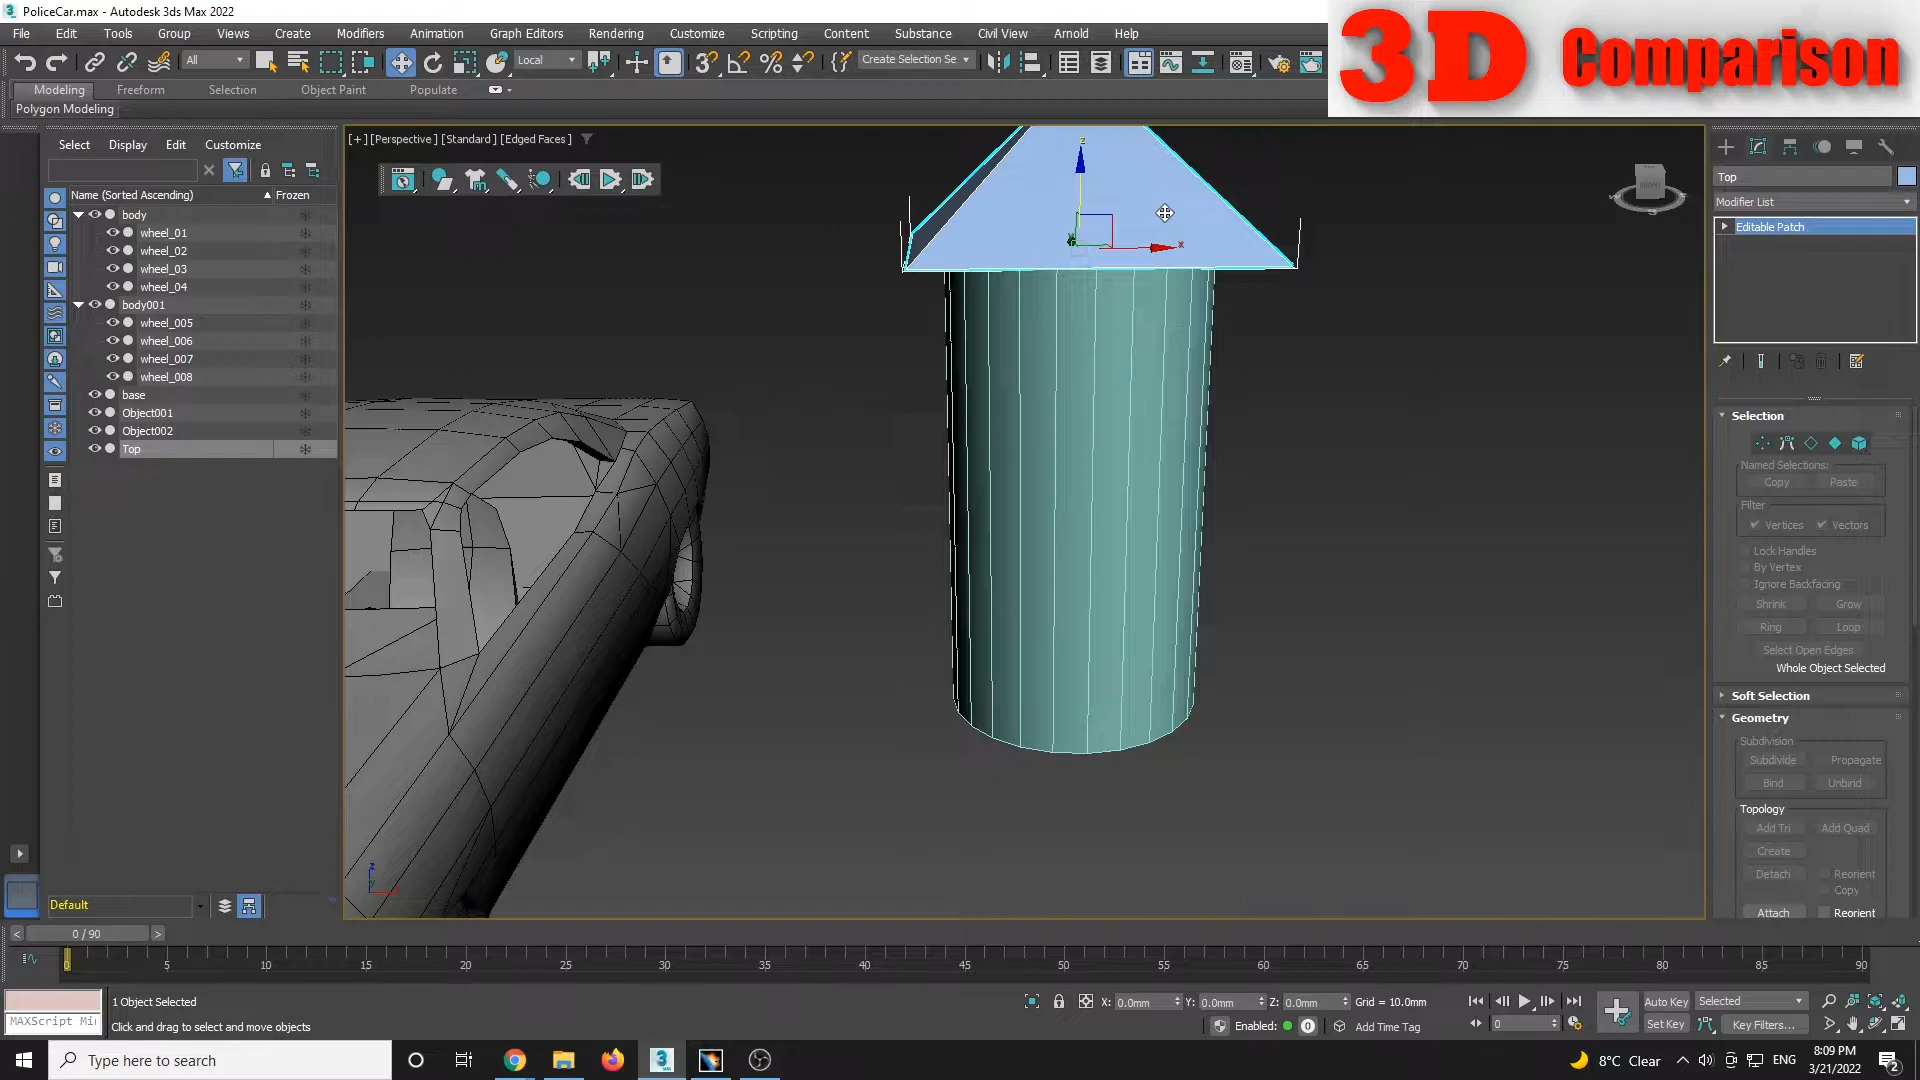 PoliceCar.max - Autodesk 3ds Max 2022
3D Comparison
File Edit Tools Group Views Create Modifiers Animation Graph Editors Rendering Customize Scripting Content Substance Civil View Arnold Help
All
Local
Create Selection Se
Modeling Freeform Selection Object Paint Populate
Polygon Modeling
Select Display Edit Customize
[+] [Perspective] [Standard] [Edged Faces]
Name (Sorted Ascending) Frozen
body
wheel_01
wheel_02
wheel_03
wheel_04
body001
wheel_005
wheel_006
wheel_007
wheel_008
base
Object001
Object002
Top
z
x
Top
Modifier List
Editable Patch
Selection
Named Selections:
Copy Paste
Filter
Vertices Vectors
Lock Handles
By Vertex
Ignore Backfacing
Shrink Grow
Ring Loop
Select Open Edges
Whole Object Selected
Soft Selection
Geometry
Subdivision
Subdivide Propagate
Bind Unbind
Topology
Add Tri Add Quad
Create
Detach Reorient
Copy
Attach Reorient
Default
0 / 90
0 5 10 15 20 25 30 35 40 45 50 55 60 65 70 75 80 85 90
1 Object Selected
X: 0.0mm Y: 0.0mm Z: 0.0mm Grid = 10.0mm
Auto Key Selected
MAXScript Mi
Click and drag to select and move objects
Enabled: 0 Add Time Tag
0
Set Key Key Filters...
Type here to search
8°C Clear
ENG
8:09 PM
3/21/2022
2